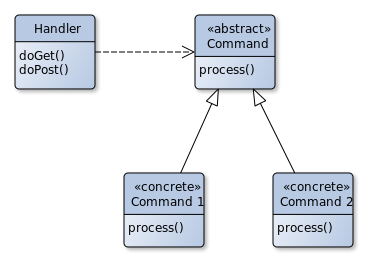 Handler
doGet()
doPost()
«abstract»
Command
process()
«concrete»
Command 1
process()
«concrete»
Command 2
process()